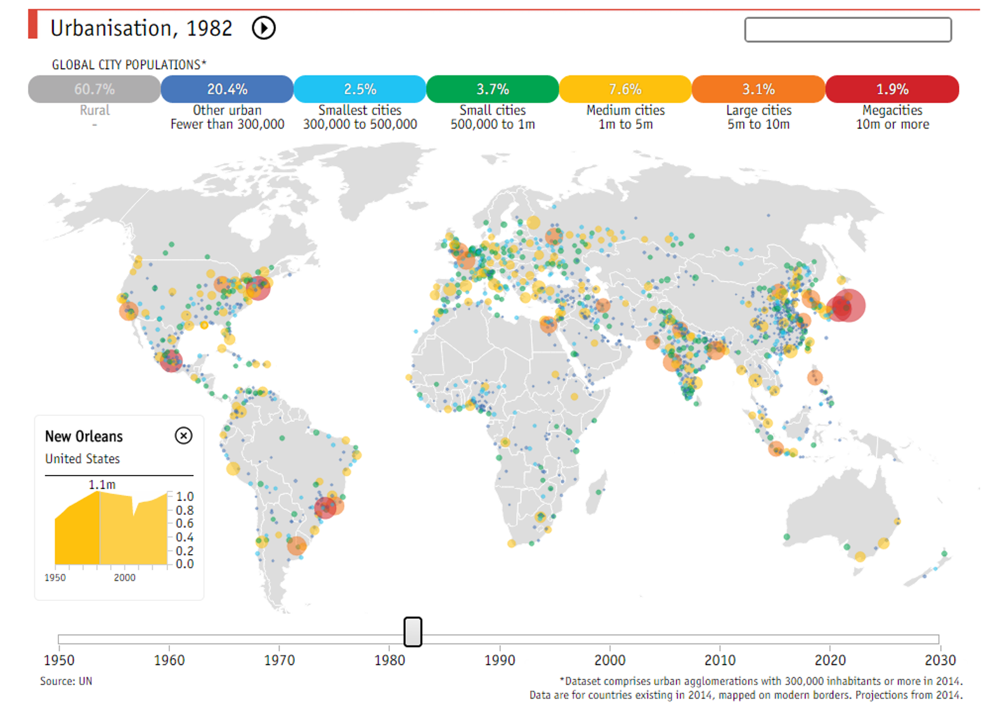 Urbanisation, 1982
GLOBAL CITY POPULATIONS*
60.7% 20.4% 2.5% 3.7% 7.6% 3.1% 1.9%
Rural Other urban Smallest cities Small cities Medium cities Large cities Megacities
- Fewer than 300,000 300,000 to 500,000 500,000 to 1m 1m to 5m 5m to 10m 10m or more
New Orleans
United States
1.1m
1.0
0.8
0.6
0.4
0.2
0.0
1950 2000
1950 1960 1970 1980 1990 2000 2010 2020 2030
Source: UN
*Dataset comprises urban agglomerations with 300,000 inhabitants or more in 2014.
Data are for countries existing in 2014, mapped on modern borders. Projections from 2014.